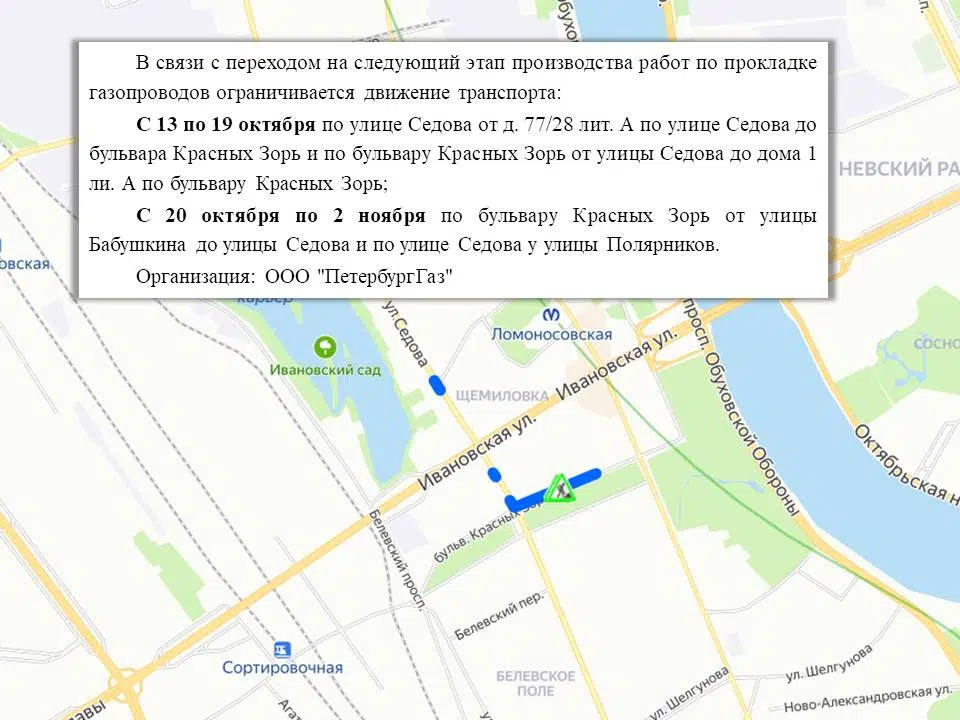 Обухо
В связи с переходом на следующий этап производства работ по прокладке
газопроводов ограничивается движение транспорта:
С 13 по 19 октября по улице Седова от д. 77/28 лит. А по улице Седова до
бульвара Красных Зорь и по бульвару Красных Зорь от улицы Седова до дома 1
ли. А по бульвару Красных Зорь;
С 20 октября по 2 ноября по бульвару Красных Зорь от улицы
Бабушкина до улицы Седова и по улице Седова у улицы Полярников.
Организация: ООО "ПетербургГаз"
НЕВСКИЙ РА
овская
карьер
ул.Седова
Ломоносовская
просп. Обуховской Обороны
СОСНО
Ивановский сад
ЩЕМИЛОВКА
Ивановская ул.
Ивановская ул.
Октябрьская н
бульв. Красных Зорь
Белевский просп.
Белевский пер.
Сортировочная
БЕЛЕВСКОЕ
ПОЛЕ
ул. Шелгунова
ул. Шелгунова
Ново-Александровская ул.
авы
Агат